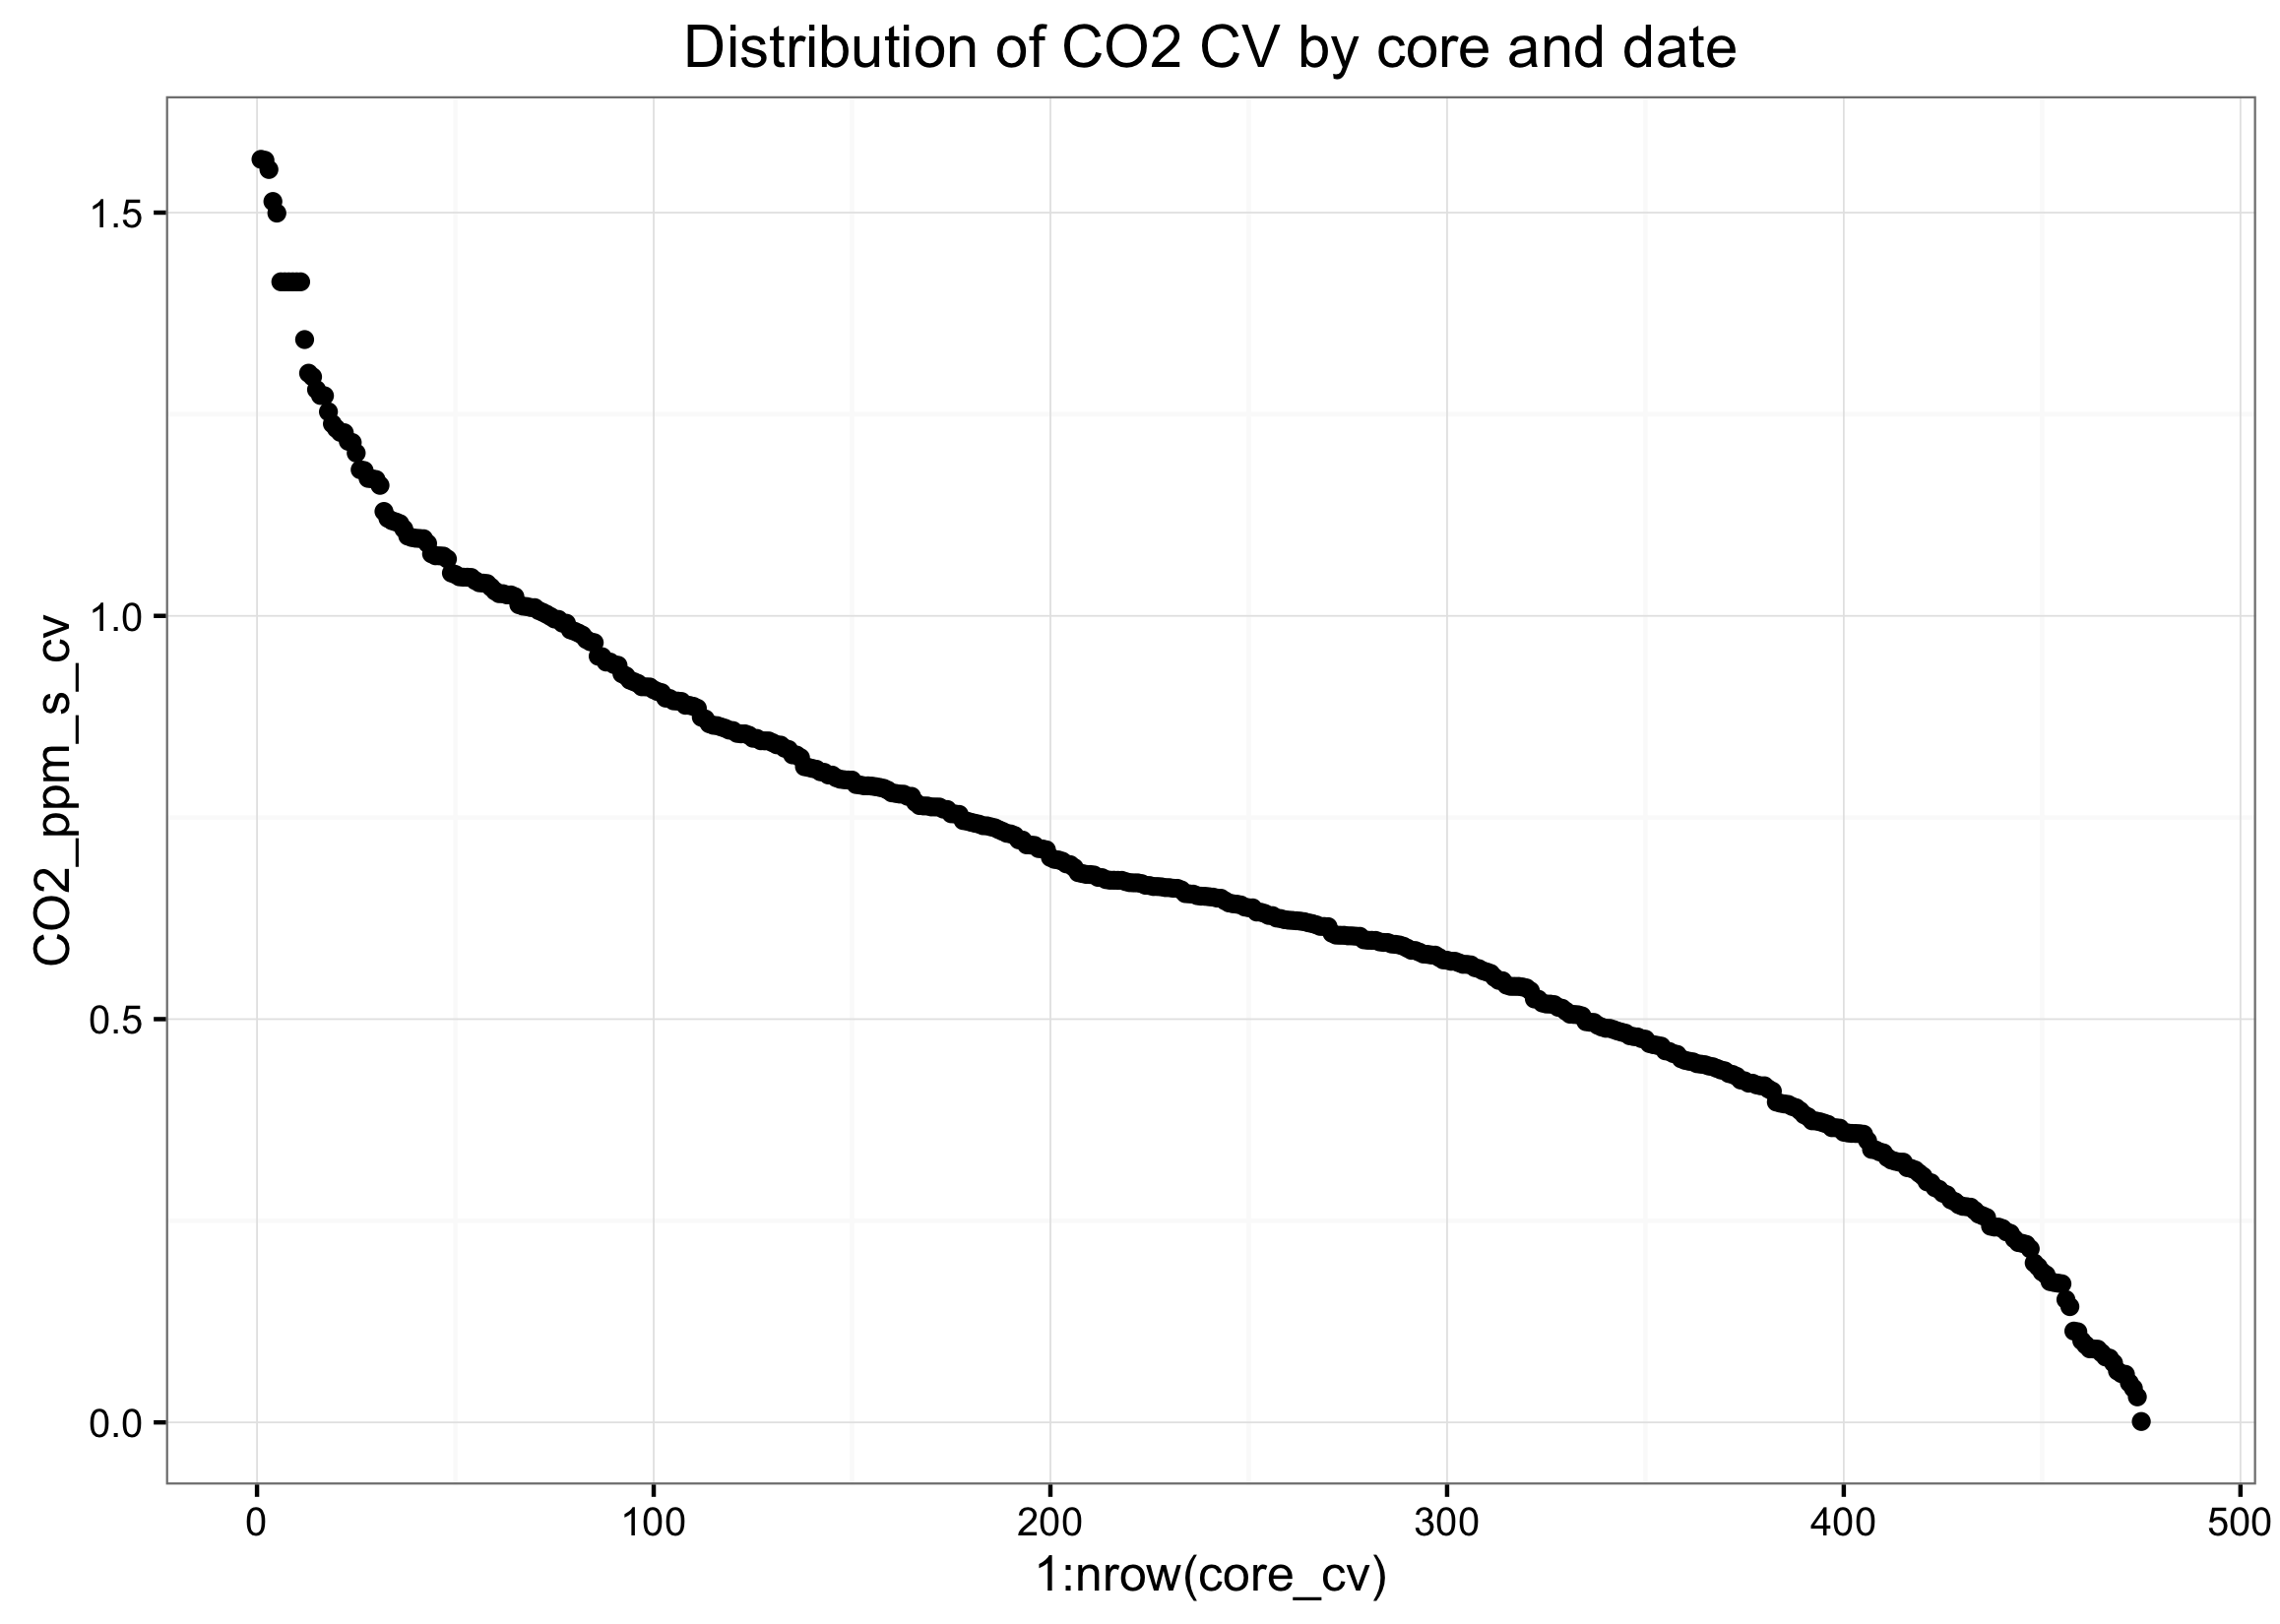 Distribution of CO2 CV by core and date
CO2_ppm_s_cv
1.5
1.0
0.5
0.0
0 100 200 300 400 500
1:nrow(core_cv)